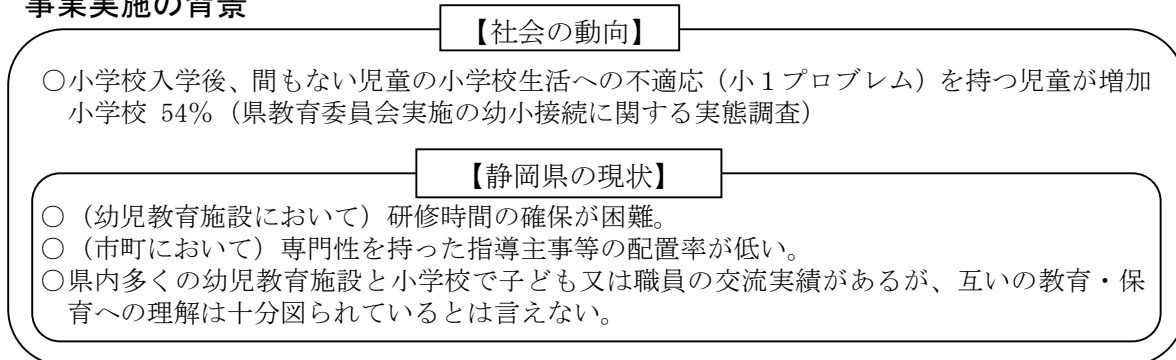 事業実施の背景
【社会の動向】
○小学校入学後、間もない児童の小学校生活への不適応（小１プロブレム）を持つ児童が増加
小学校 54％（県教育委員会実施の幼小接続に関する実態調査）
【静岡県の現状】
○（幼児教育施設において）研修時間の確保が困難。
○（市町において）専門性を持った指導主事等の配置率が低い。
○県内多くの幼児教育施設と小学校で子ども又は職員の交流実績があるが、互いの教育・保
育への理解は十分図られているとは言えない。